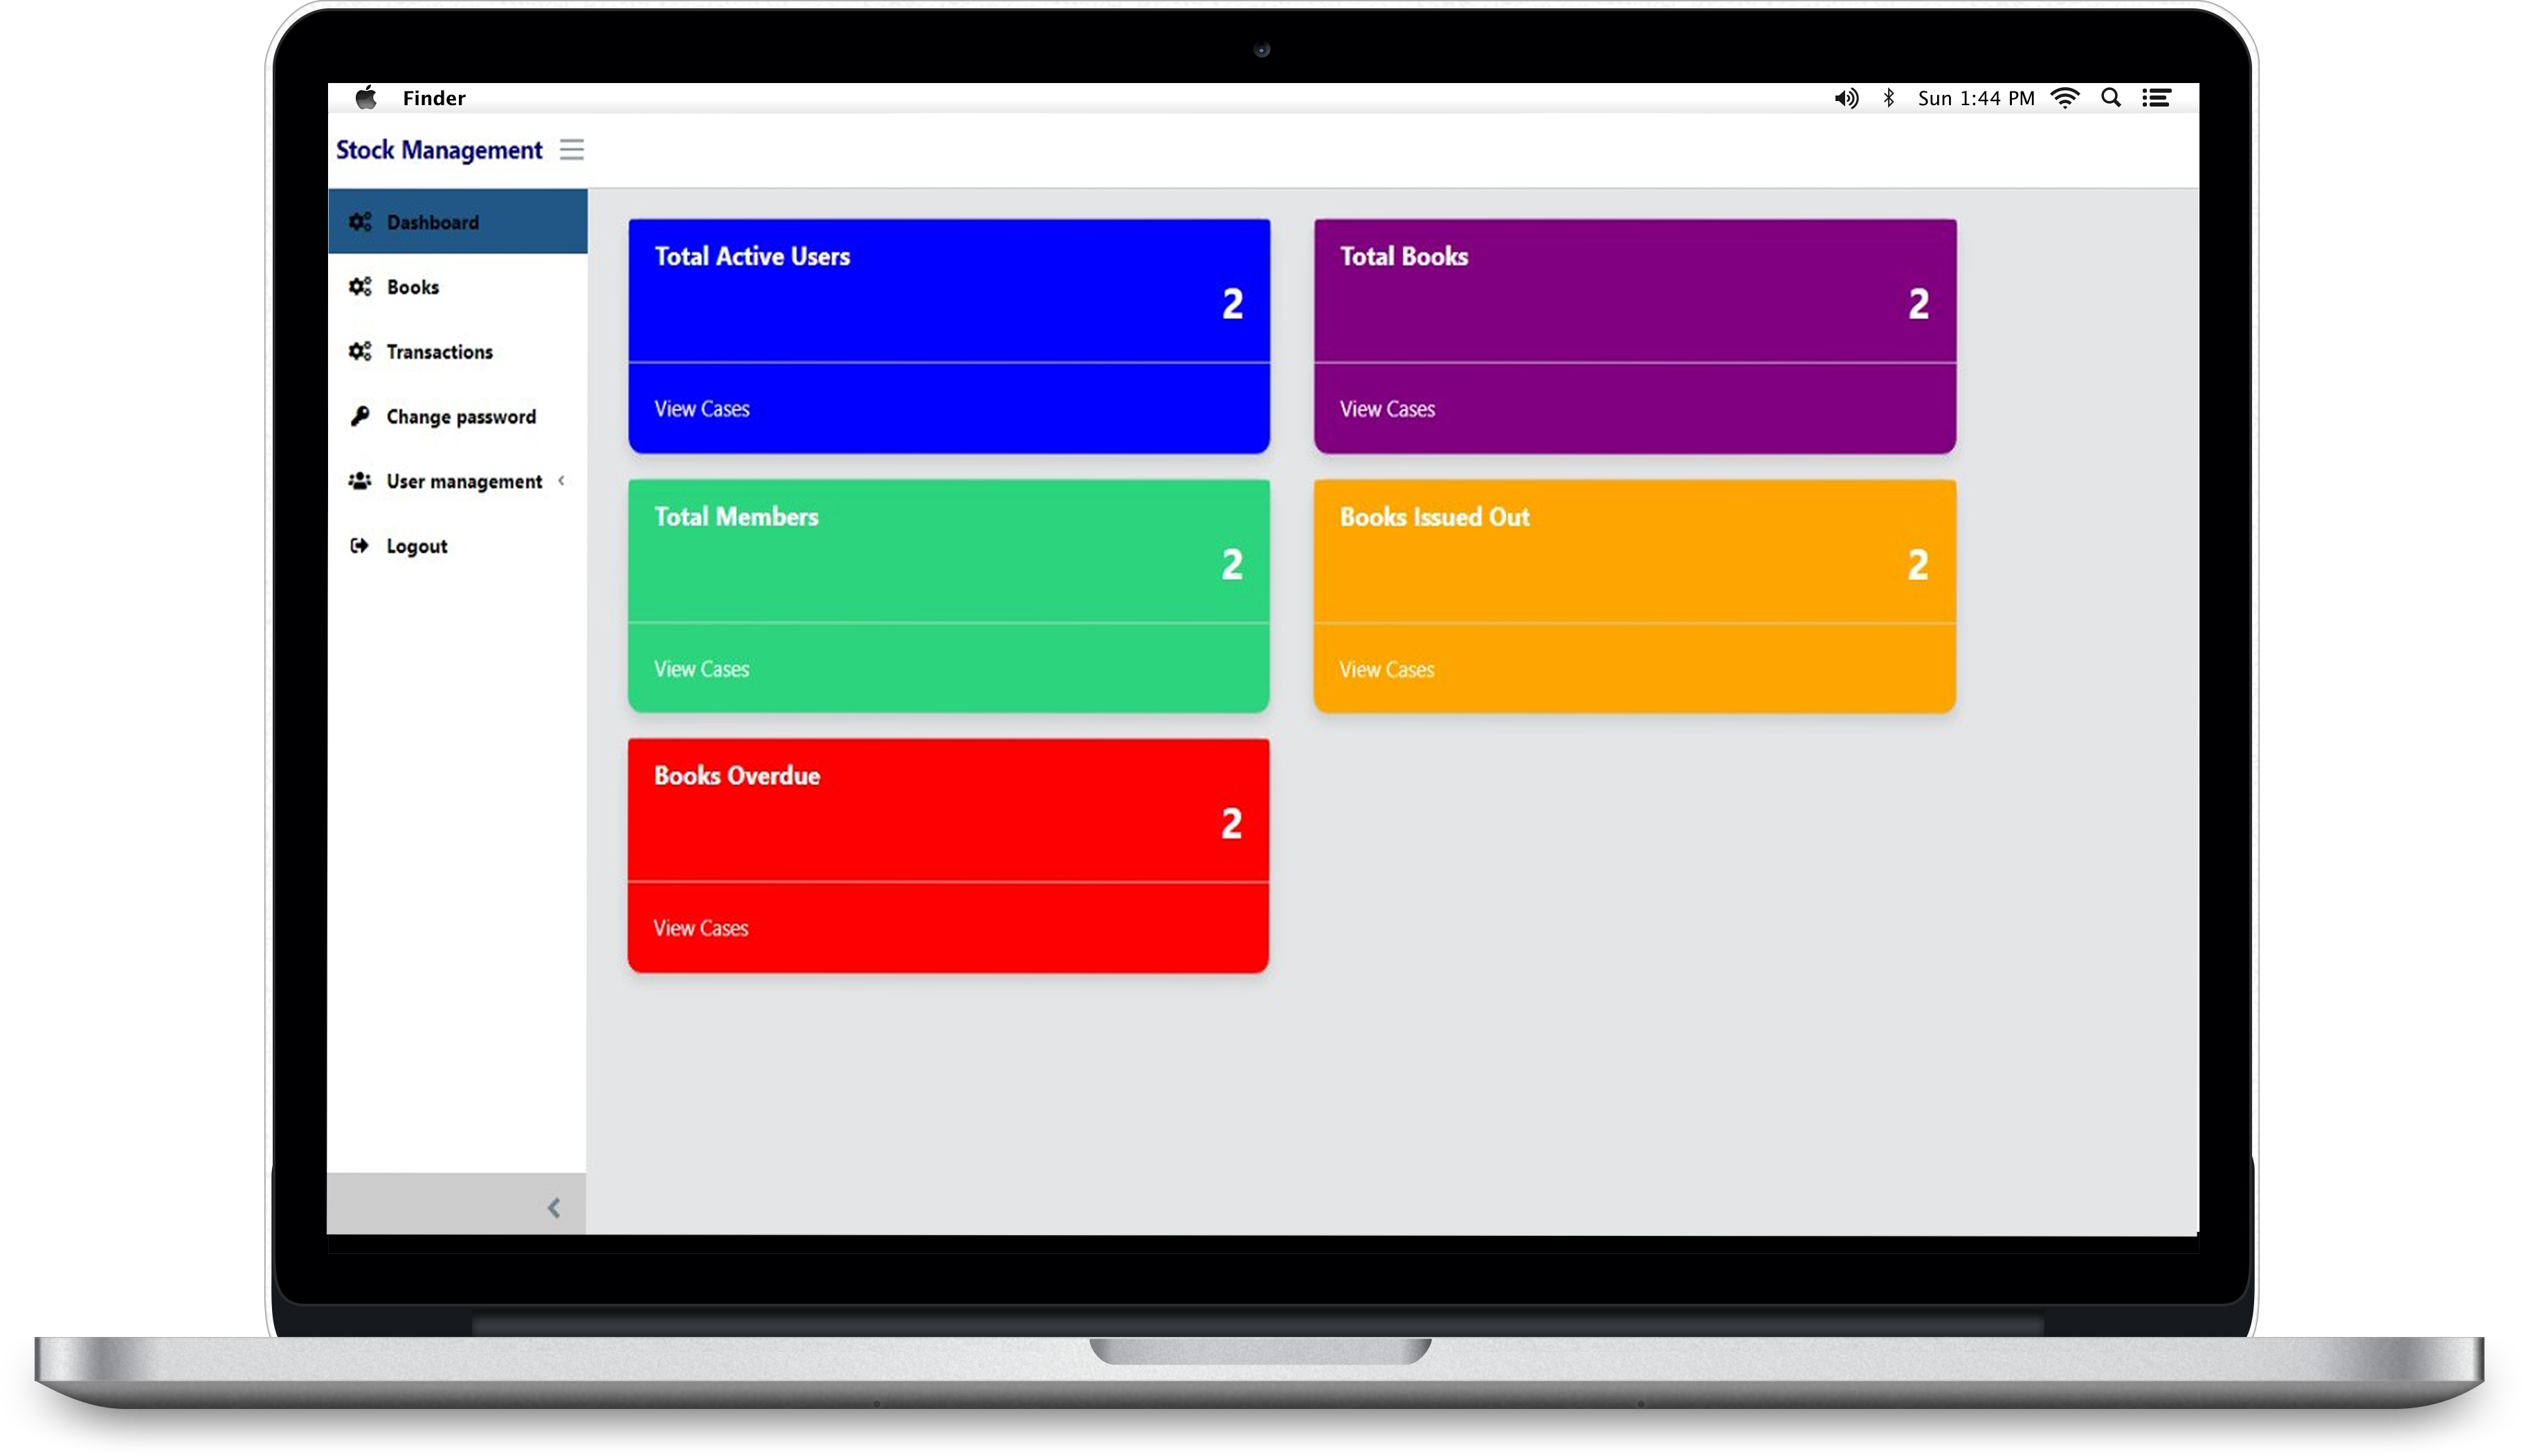 Finder
Sun 1:44 PM
Stock Management
Dashboard
Books
Transactions
Change password
User management
Logout
Total Active Users
2
View Cases
Total Books
2
View Cases
Total Members
2
View Cases
Books Issued Out
2
View Cases
Books Overdue
2
View Cases